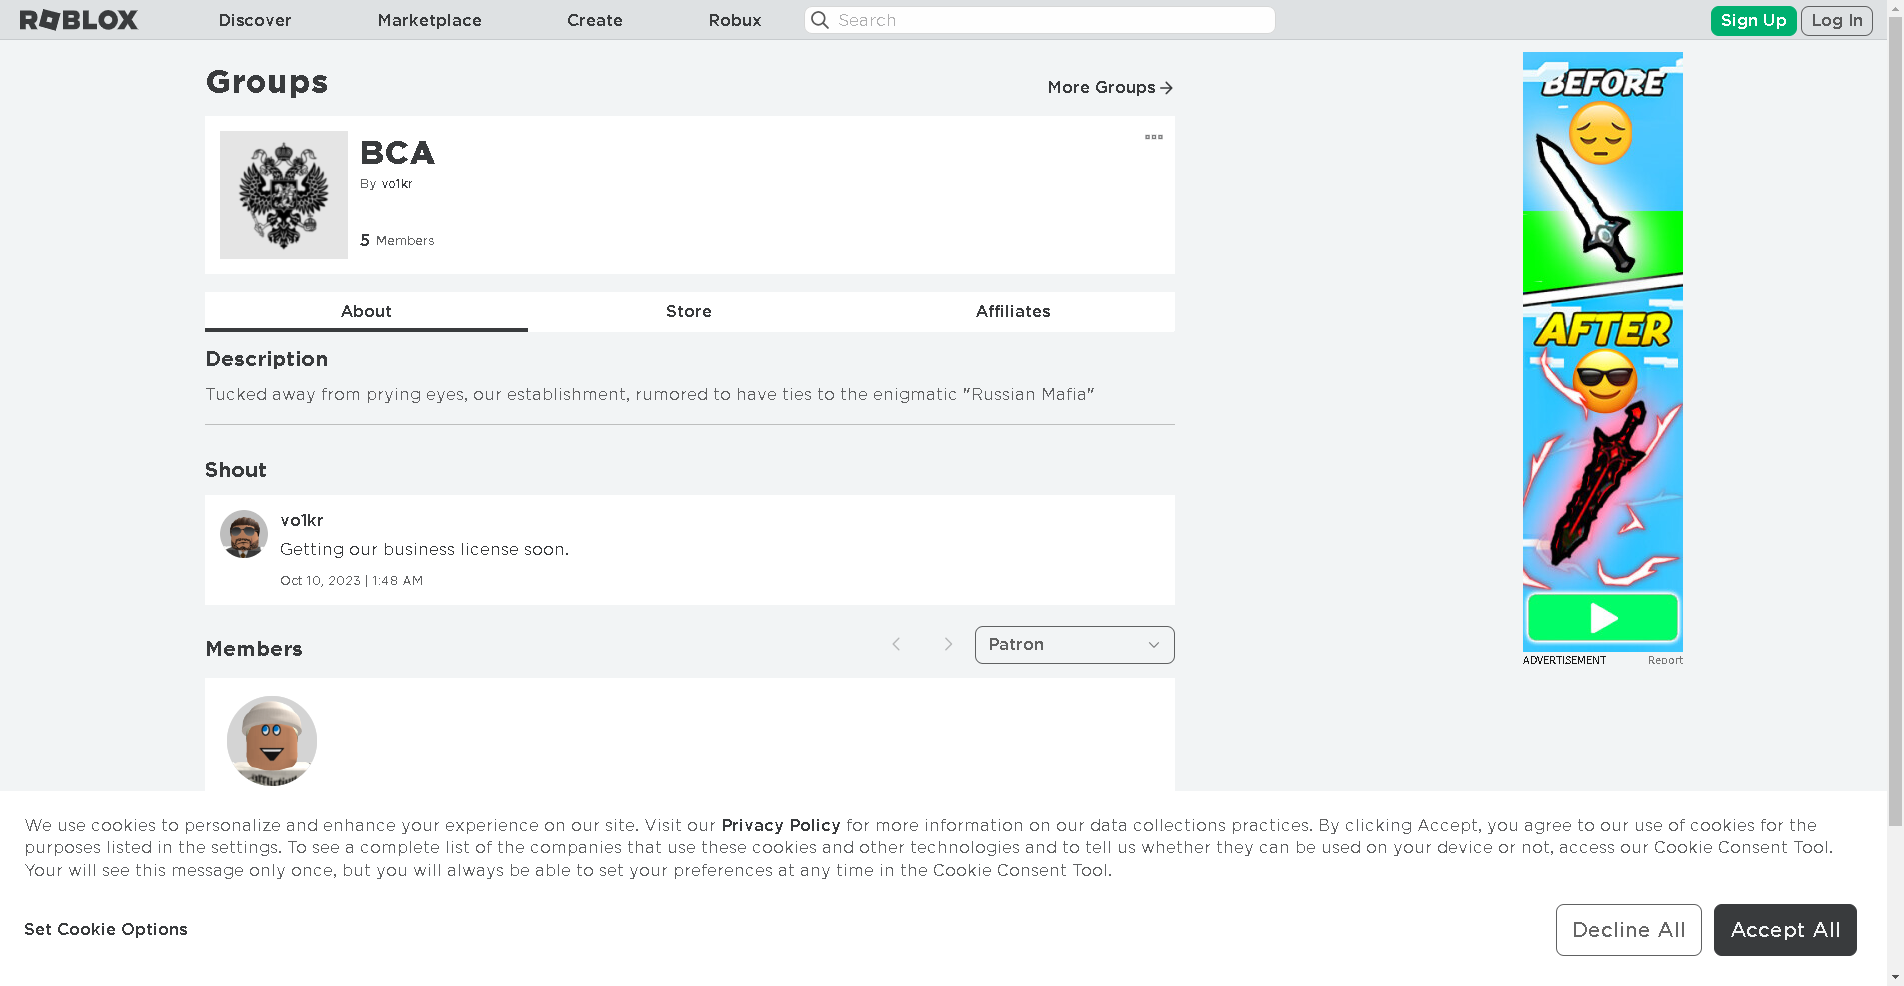 ROBLOX
Discover
Marketplace
Create
Robux
Search
Sign Up
Log In
Groups
More Groups
BCA
By vo1kr
5 Members
About
Store
Affiliates
Description
Tucked away from prying eyes, our establishment, rumored to have ties to the enigmatic "Russian Mafia"
Shout
vo1kr
Getting our business license soon.
Oct 10, 2023 | 1:48 AM
Members
Patron
BEFORE
AFTER
ADVERTISEMENT
Report
We use cookies to personalize and enhance your experience on our site. Visit our Privacy Policy for more information on our data collections practices. By clicking Accept, you agree to our use of cookies for the
purposes listed in the settings. To see a complete list of the companies that use these cookies and other technologies and to tell us whether they can be used on your device or not, access our Cookie Consent Tool.
Your will see this message only once, but you will always be able to set your preferences at any time in the Cookie Consent Tool.
Set Cookie Options
Decline All
Accept All